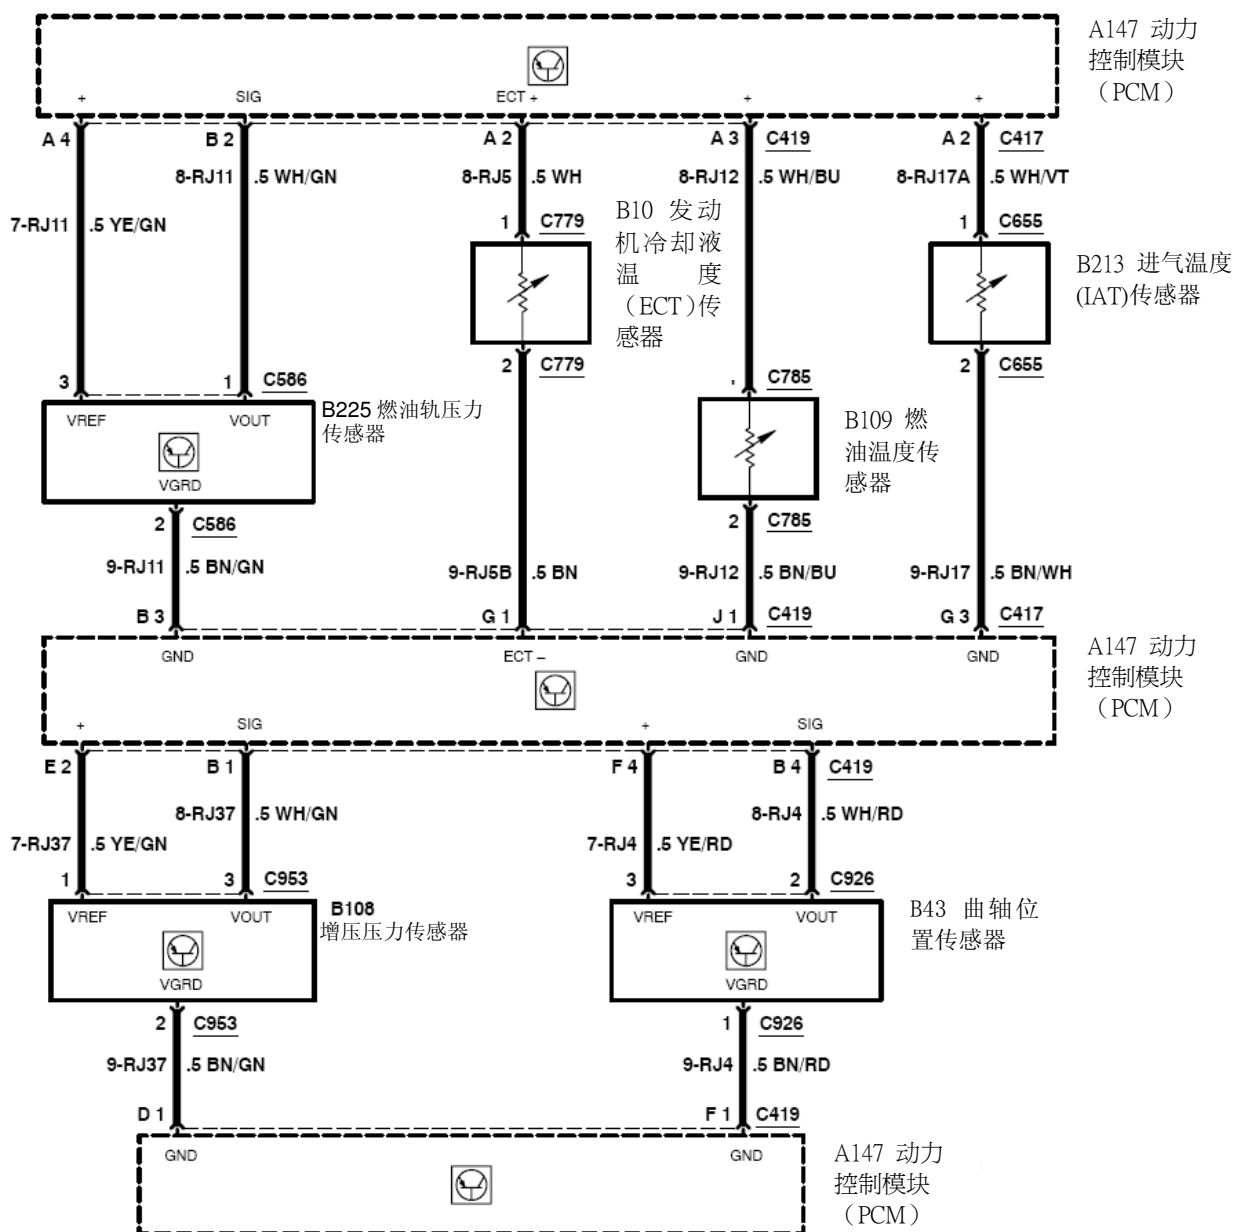 A147 动力
控制模块
（PCM）
+ SIG ECT + + +
A 4 B 2 A 2 A 3 C419 A 2 C417
8-RJ11 .5 WH/GN 8-RJ5 .5 WH 8-RJ12 .5 WH/BU 8-RJ17A .5 WH/VT
7-RJ11 .5 YE/GN
1 C779
B10 发动
机冷却液
温 度
（ECT）传
感器
1 C655
B213 进气温度
(IAT)传感器
2 C779
2 C655
3 1 C586
C785
VREF VOUT
B225 燃油轨压力
传感器
VGRD
B109 燃
油温度传
感器
2 C586
2 C785
9-RJ11 .5 BN/GN 9-RJ5B .5 BN 9-RJ12 .5 BN/BU 9-RJ17 .5 BN/WH
B 3 G 1 J 1 C419 G 3 C417
GND ECT – GND GND
A147 动力
控制模块
（PCM）
+ SIG + SIG
E 2 B 1 F 4 B 4 C419
8-RJ37 .5 WH/GN 8-RJ4 .5 WH/RD
7-RJ37 .5 YE/GN 7-RJ4 .5 YE/RD
1 3 C953 3 2 C926
VREF VOUT
B108
增压压力传感器
VGRD
VREF VOUT
B43 曲轴位
置传感器
VGRD
2 C953 1 C926
9-RJ37 .5 BN/GN 9-RJ4 .5 BN/RD
D 1 F 1 C419
GND GND
A147 动力
控制模块
（PCM）